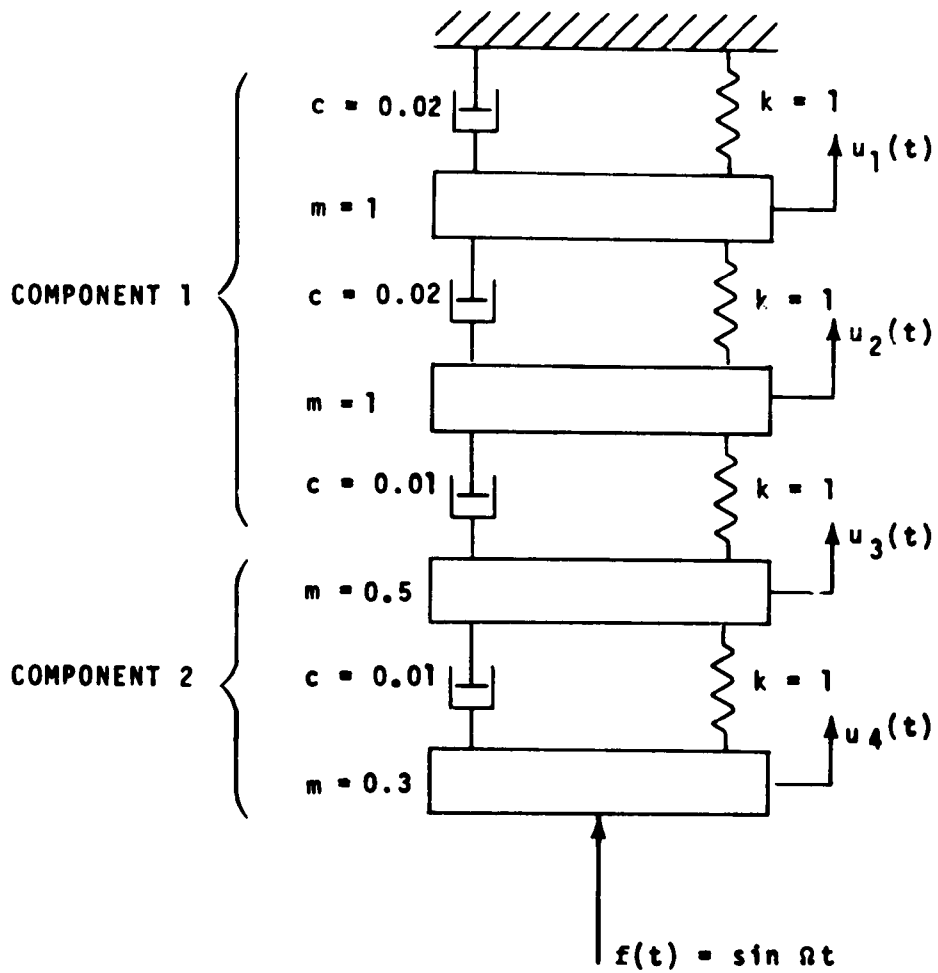 c = 0.02
k = 1
u1(t)
m = 1
COMPONENT 1
c = 0.02
k = 1
u2(t)
m = 1
c = 0.01
k = 1
u3(t)
m = 0.5
COMPONENT 2
c = 0.01
k = 1
u4(t)
m = 0.3
f(t) = sin Ωt